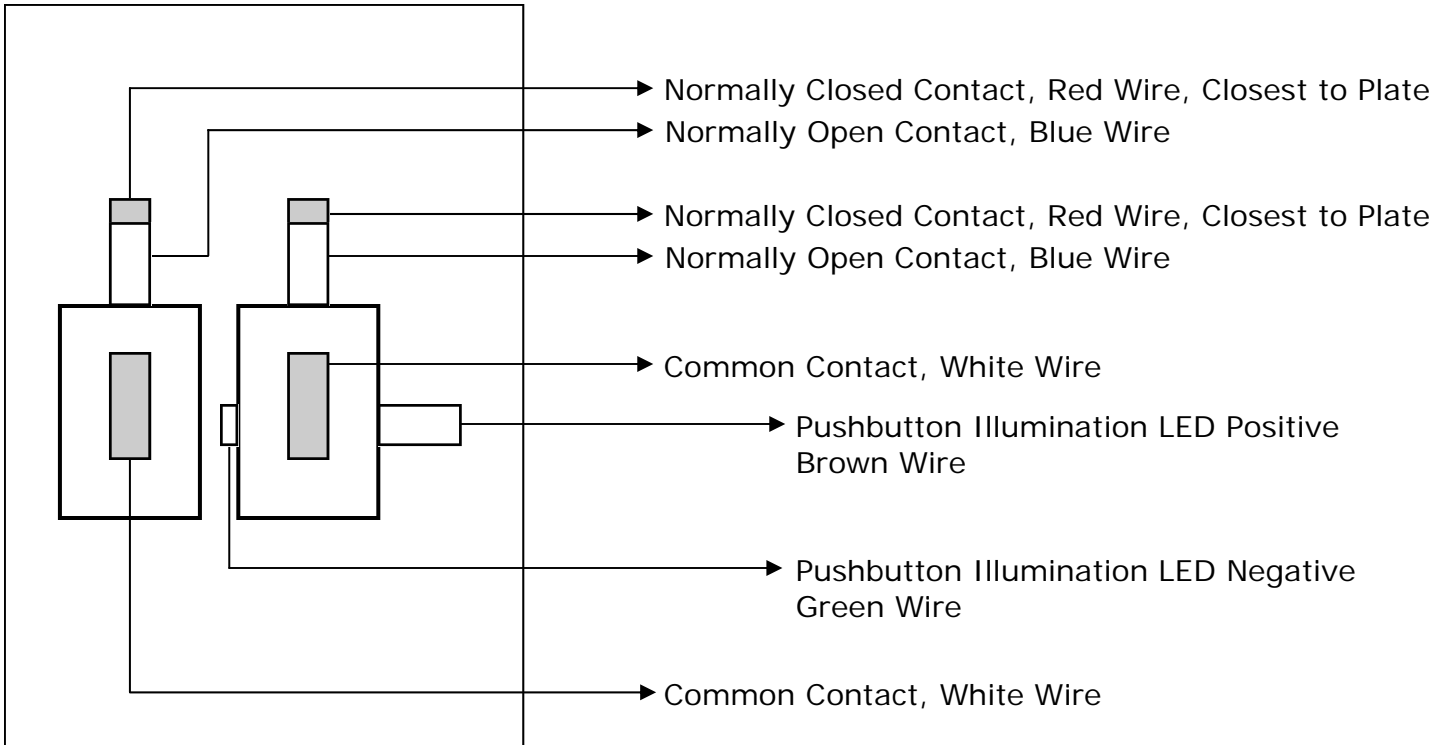 Normally Closed Contact, Red Wire, Closest to Plate
Normally Open Contact, Blue Wire
Normally Closed Contact, Red Wire, Closest to Plate
Normally Open Contact, Blue Wire
Common Contact, White Wire
Pushbutton Illumination LED Positive
Brown Wire
Pushbutton Illumination LED Negative
Green Wire
Common Contact, White Wire